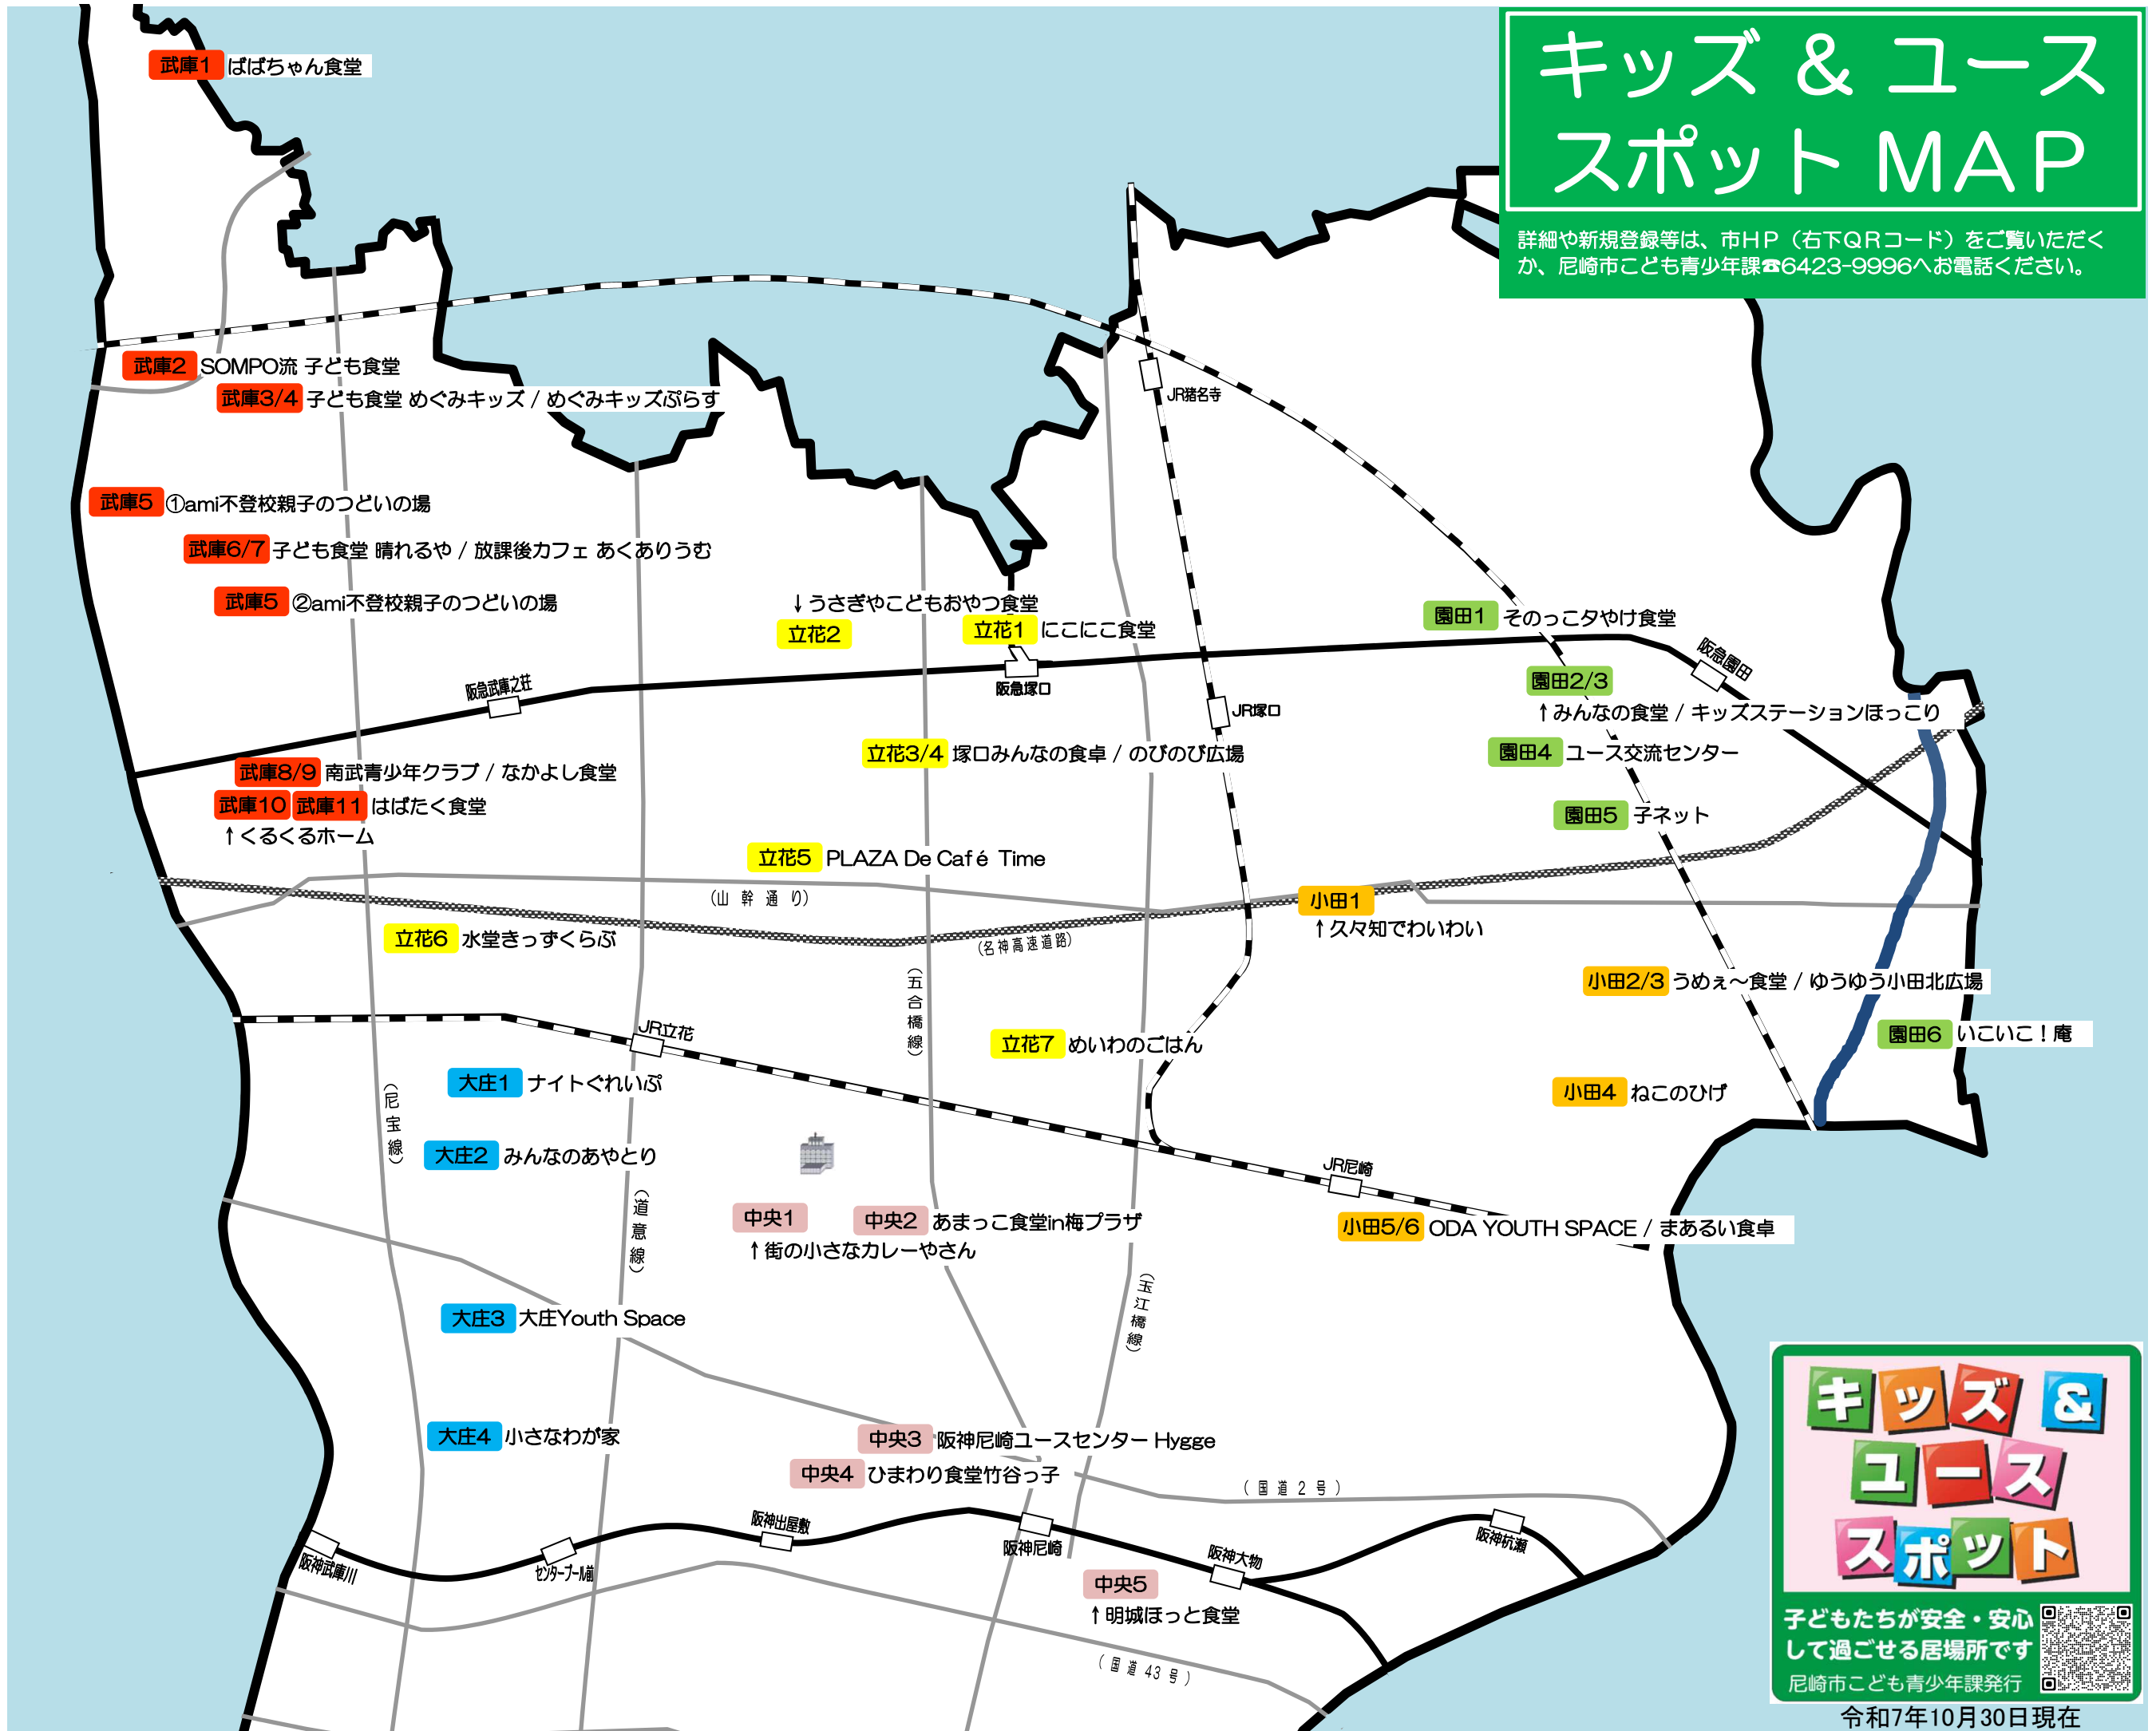 キッズ & ユース
スポット MAP
詳細や新規登録等は、市HP（右下QRコード）をご覧いただく
か、尼崎市こども青少年課☎6423-9996へお電話ください。
武庫1 ばばちゃん食堂
武庫2 SOMPO流 子ども食堂
武庫3/4 子ども食堂 めぐみキッズ / めぐみキッズぷらす
JR猪名寺
武庫5 ①ami不登校親子のつどいの場
武庫6/7 子ども食堂 晴れるや / 放課後カフェ あくありうむ
武庫5 ②ami不登校親子のつどいの場
↓うさぎやこどもおやつ食堂
立花2
立花1 にこにこ食堂
園田1 そのっこ夕やけ食堂
阪急武庫之荘
阪急塚口
JR塚口
阪急園田
園田2/3
↑みんなの食堂 / キッズステーションほっこり
立花3/4 塚口みんなの食卓 / のびのび広場
園田4 ユース交流センター
武庫8/9 南武青少年クラブ / なかよし食堂
武庫10 武庫11 はばたく食堂
↑くるくるホーム
園田5 子ネット
立花5 PLAZA De Café Time
（山幹通り）
小田1
↑久々知でわいわい
立花6 水堂きっずくらぶ
（名神高速道路）
（五合橋線）
小田2/3 うめぇ～食堂 / ゆうゆう小田北広場
JR立花
立花7 めいわのごはん
園田6 いこいこ！庵
大庄1 ナイトぐれいぷ
小田4 ねこのひげ
（尼宝線）
大庄2 みんなのあやとり
JR尼崎
（道意線）
中央1
↑街の小さなカレーやさん
中央2 あまっこ食堂in梅プラザ
小田5/6 ODA YOUTH SPACE / まあるい食卓
（玉江橋線）
大庄3 大庄Youth Space
大庄4 小さなわが家
中央3 阪神尼崎ユースセンター Hygge
中央4 ひまわり食堂竹谷っ子
（国道2号）
阪神武庫川
センタープール前
阪神出屋敷
阪神尼崎
阪神大物
阪神杭瀬
中央5
↑明城ほっと食堂
（国道43号）
キッズ &
ユース
スポット
子どもたちが安全・安心
して過ごせる居場所です
尼崎市こども青少年課発行
令和7年10月30日現在